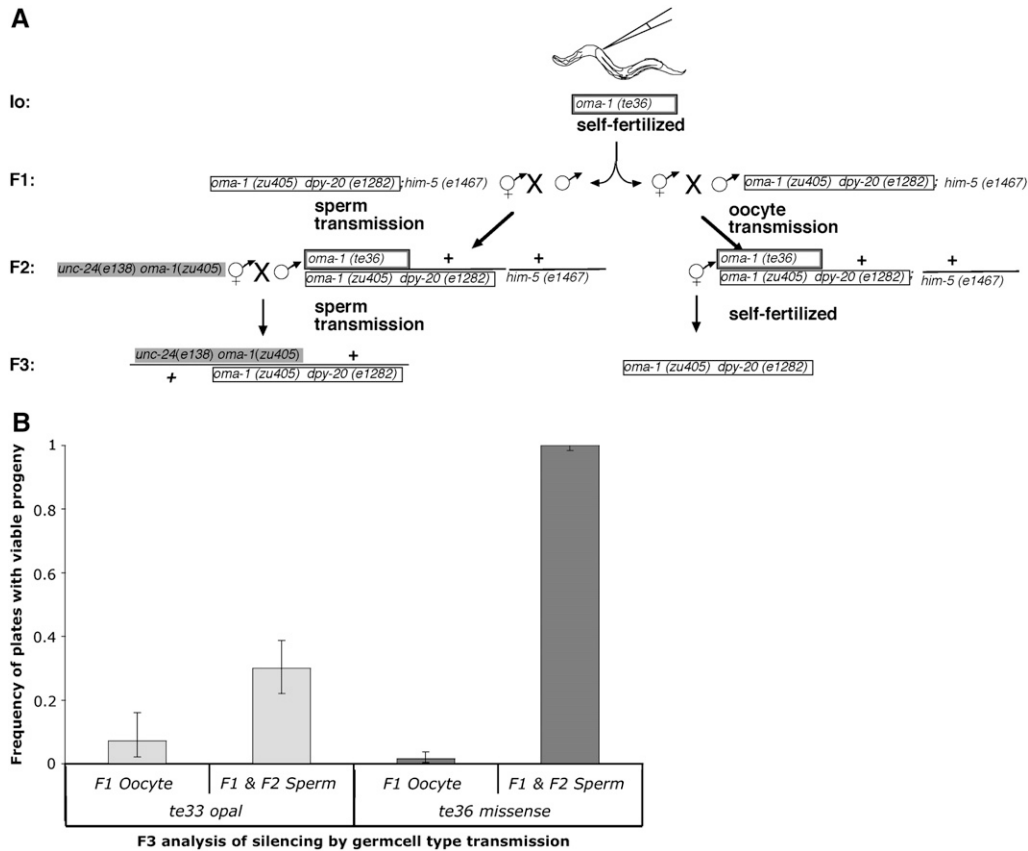 A
Io:
oma-1 (te36)
self-fertilized
F1:
oma-1 (zu405) dpy-20 (e1282) ; him-5 (e1467)
X
X
oma-1 (zu405) dpy-20 (e1282) ; him-5 (e1467)
sperm
transmission
oocyte
transmission
F2:
unc-24(e138) oma-1(zu405)
X
oma-1 (te36) + +
oma-1 (zu405) dpy-20 (e1282) him-5 (e1467)
oma-1 (te36) + +
oma-1 (zu405) dpy-20 (e1282) ; him-5 (e1467)
sperm
transmission
self-fertilized
F3:
unc-24(e138) oma-1(zu405) +
+ oma-1 (zu405) dpy-20 (e1282)
oma-1 (zu405) dpy-20 (e1282)
B
Frequency of plates with viable progeny
1
0.8
0.6
0.4
0.2
0
F1 Oocyte F1 & F2 Sperm F1 Oocyte F1 & F2 Sperm
te33 opal te36 missense
F3 analysis of silencing by germcell type transmission